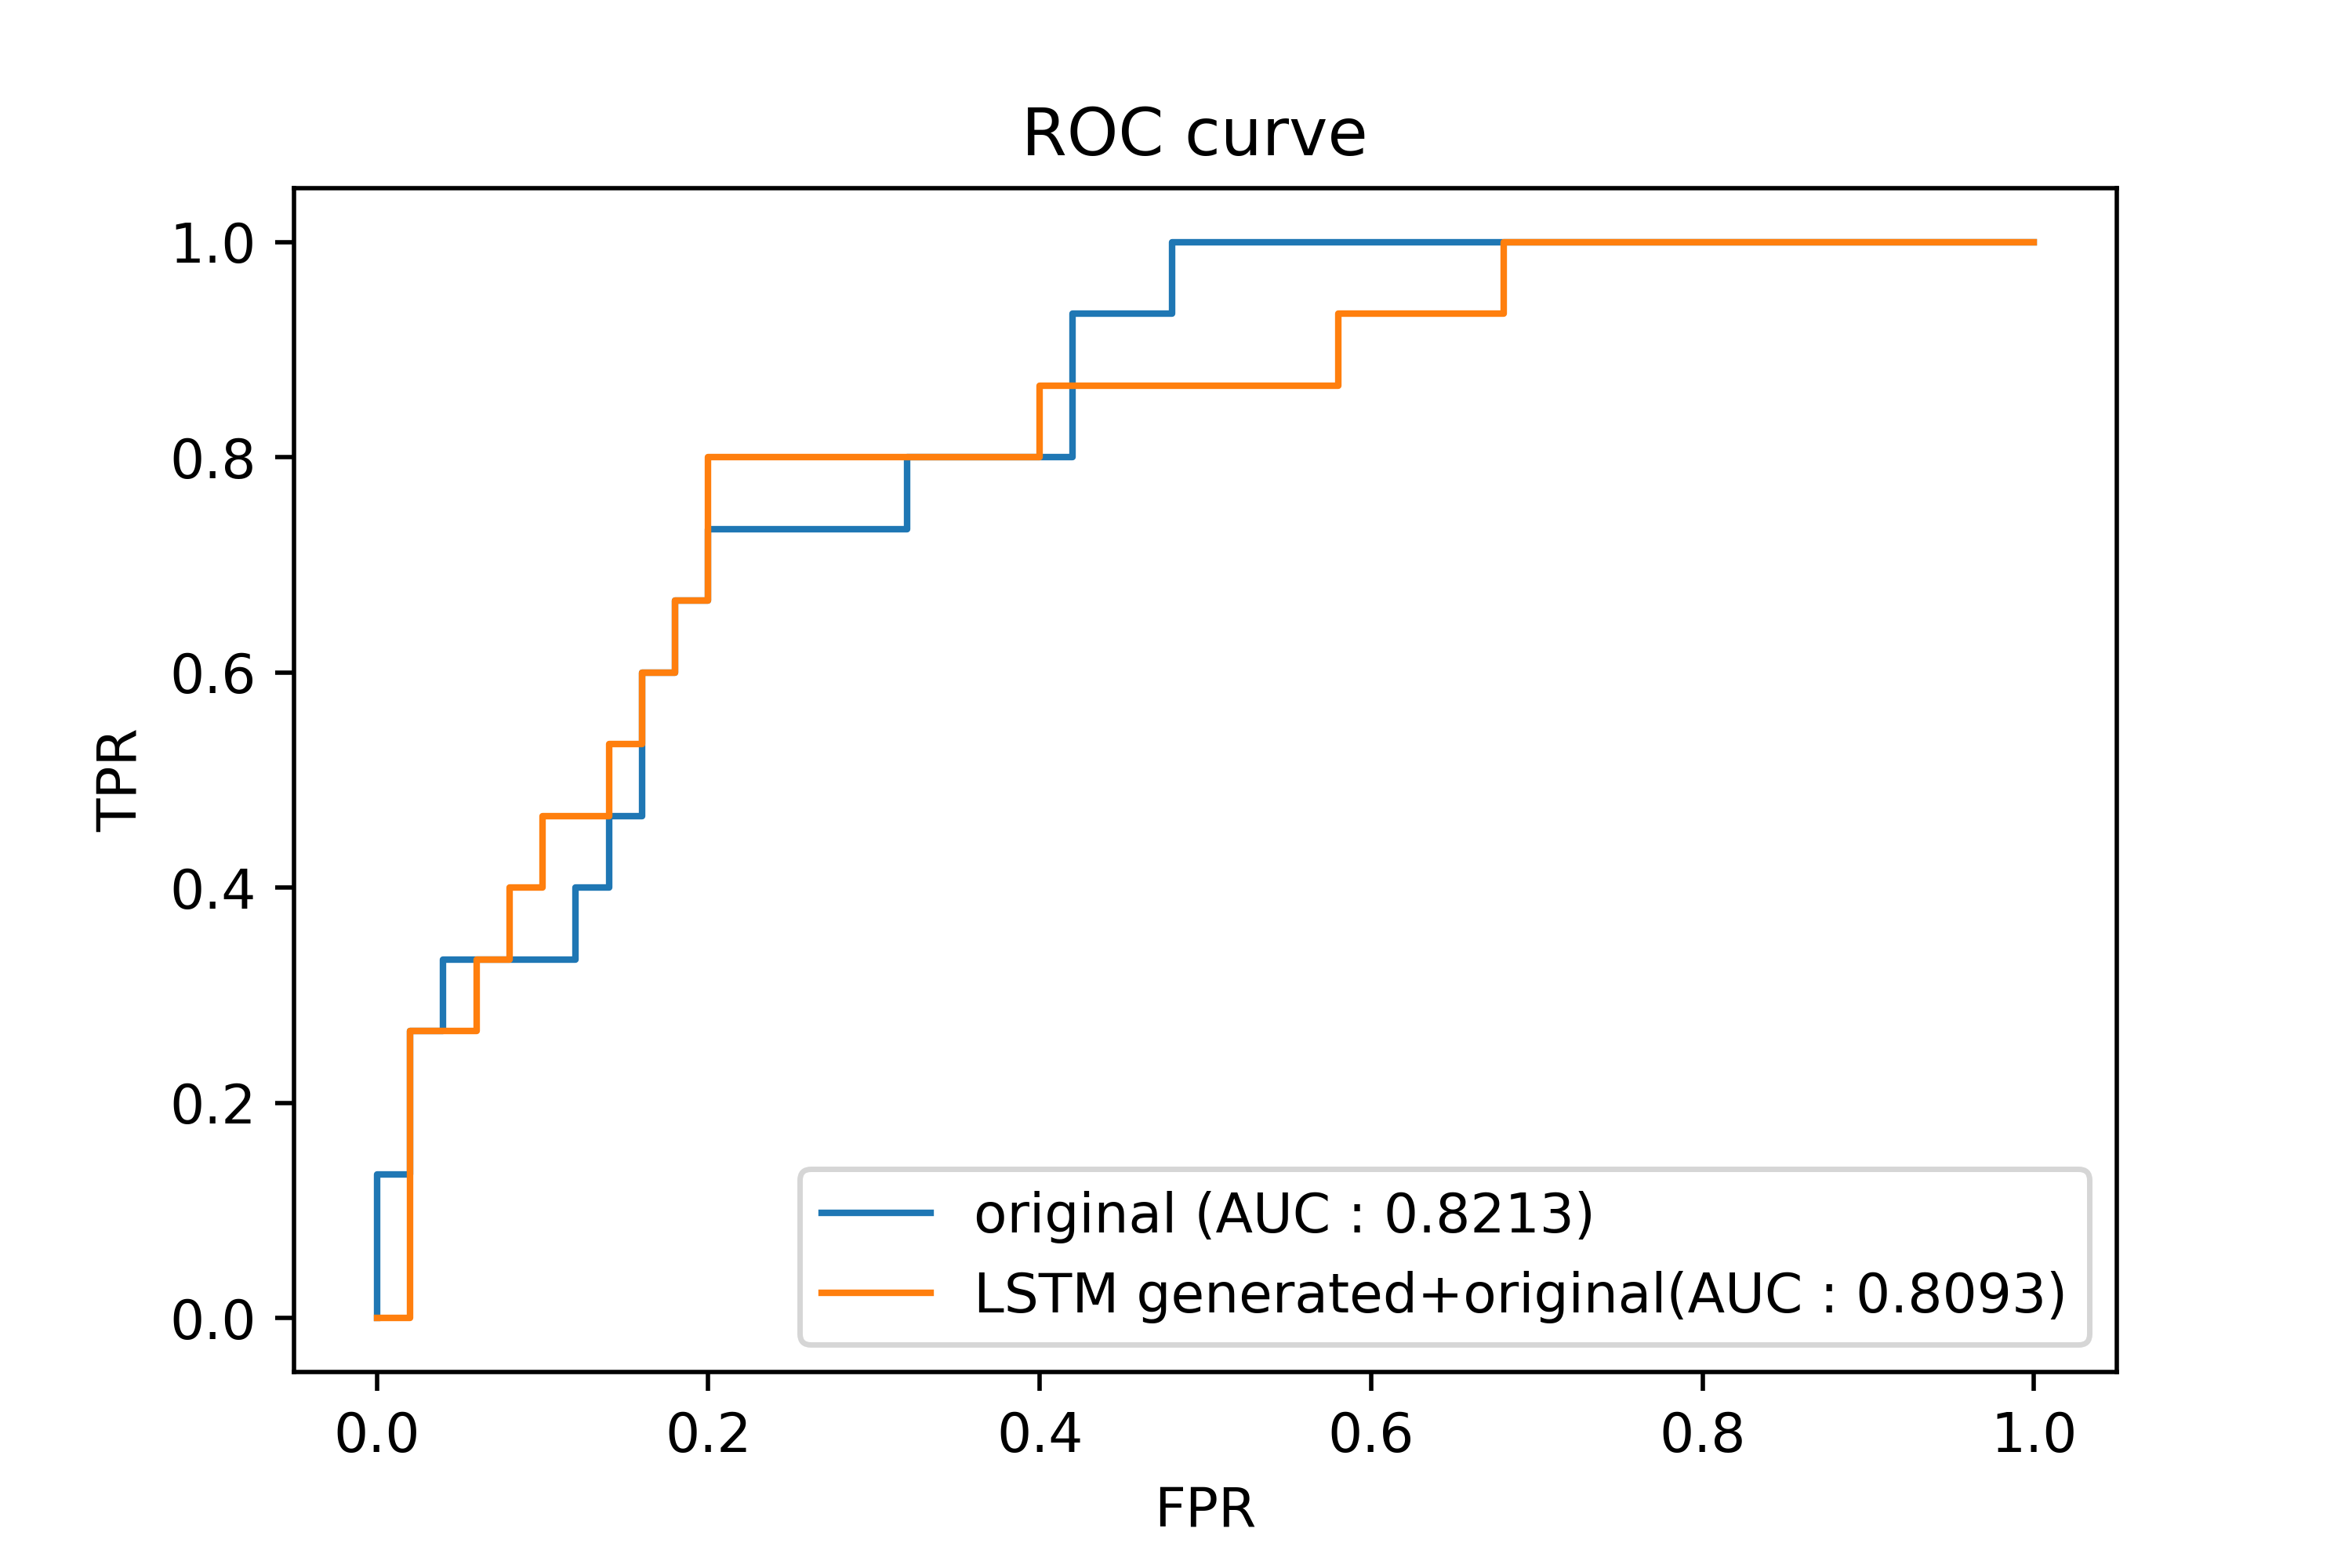 ROC curve
1.0
0.8
0.6
0.4
0.2
0.0
TPR
original (AUC : 0.8213)
LSTM generated+original(AUC : 0.8093)
0.0 0.2 0.4 0.6 0.8 1.0
FPR